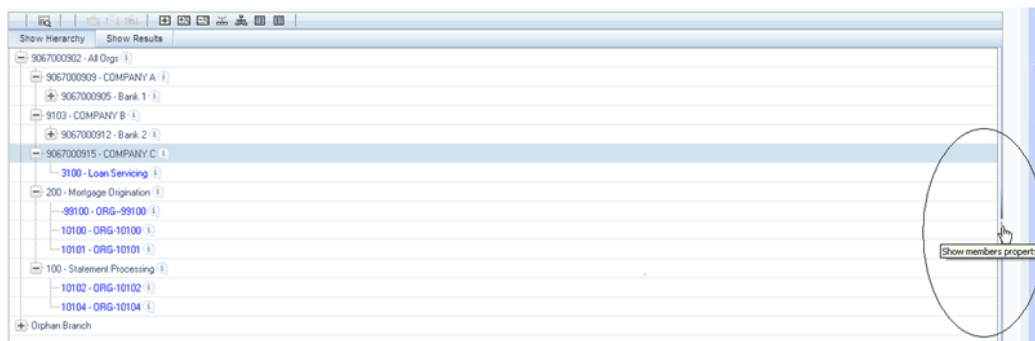 Show Hierarchy Show Results
9067000902 - All Orgs
9067000909 - COMPANY A
9067000905 - Bank 1
9103 - COMPANY B
9067000912 - Bank 2
9067000915 - COMPANY C
3100 - Loan Servicing
200 - Mortgage Origination
-99100 - ORG--99100
10100 - ORG-10100
10101 - ORG-10101
Show members property
100 - Statement Processing
10102 - ORG-10102
10104 - ORG-10104
Orphan Branch